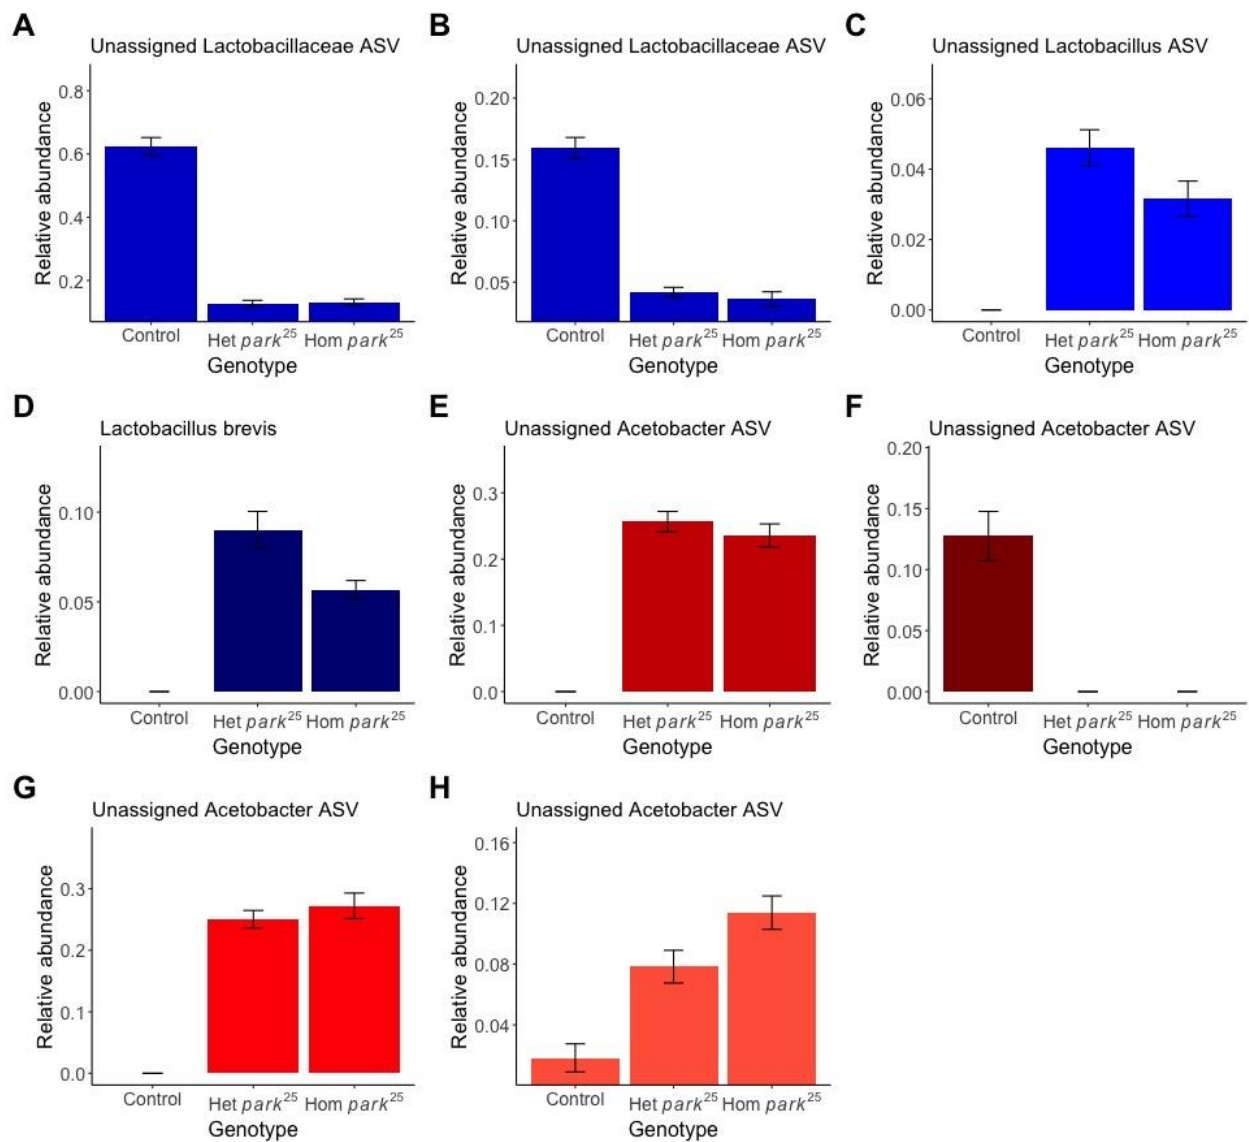 A
Unassigned Lactobacillaceae ASV
Relative abundance
0.8
0.6
0.4
0.2
Control Het park²⁵ Hom park²⁵
Genotype
B
Unassigned Lactobacillaceae ASV
Relative abundance
0.20
0.15
0.10
0.05
Control Het park²⁵ Hom park²⁵
Genotype
C
Unassigned Lactobacillus ASV
Relative abundance
0.06
0.04
0.02
0.00
Control Het park²⁵ Hom park²⁵
Genotype
D
Lactobacillus brevis
Relative abundance
0.10
0.05
0.00
Control Het park²⁵ Hom park²⁵
Genotype
E
Unassigned Acetobacter ASV
Relative abundance
0.3
0.2
0.1
0.0
Control Het park²⁵ Hom park²⁵
Genotype
F
Unassigned Acetobacter ASV
Relative abundance
0.20
0.15
0.10
0.05
0.00
Control Het park²⁵ Hom park²⁵
Genotype
G
Unassigned Acetobacter ASV
Relative abundance
0.3
0.2
0.1
0.0
Control Het park²⁵ Hom park²⁵
Genotype
H
Unassigned Acetobacter ASV
Relative abundance
0.16
0.12
0.08
0.04
Control Het park²⁵ Hom park²⁵
Genotype